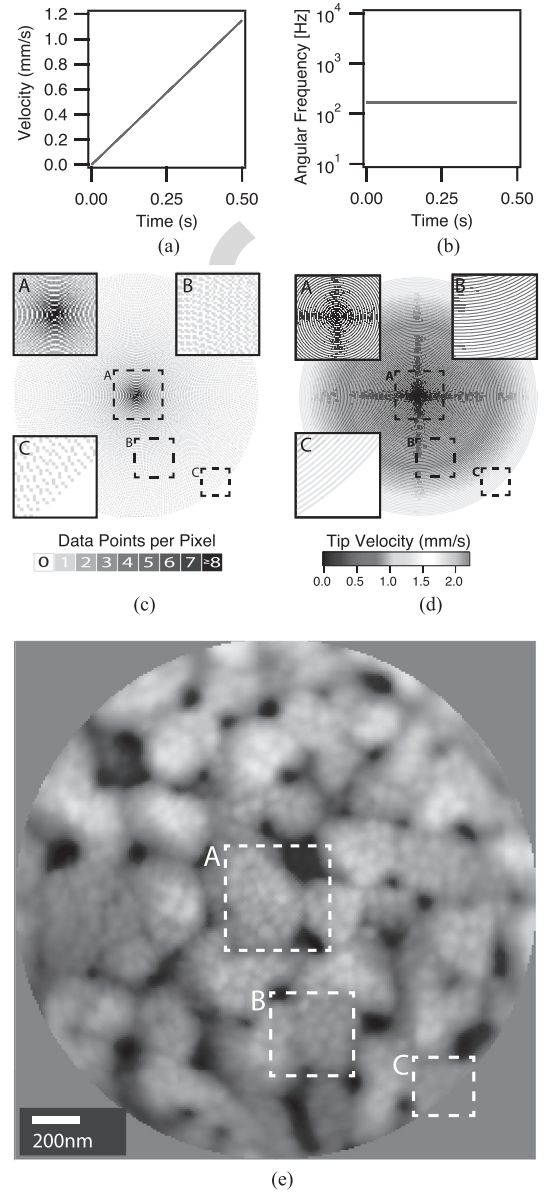 1.2
1.0
0.8
0.6
0.4
0.2
0.0
Velocity (mm/s)
0.00 0.25 0.50
Time (s)
(a)
10^4
10^3
10^2
10^1
Angular Frequency [Hz]
0.00 0.25 0.50
Time (s)
(b)
A
B
A
B
C
C
Data Points per Pixel
0 1 2 3 4 5 6 7 ≥8
(c)
A
B
A
B
C
C
Tip Velocity (mm/s)
0.0 0.5 1.0 1.5 2.0
(d)
A
B
C
200nm
(e)